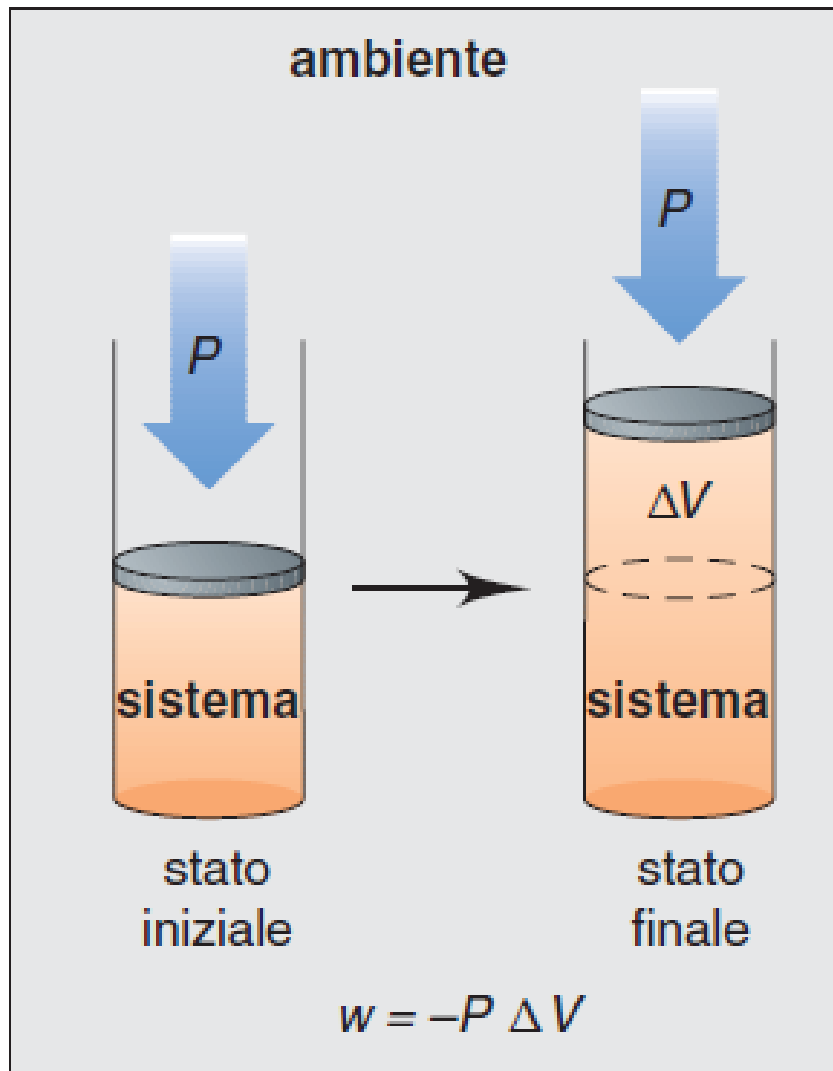 ambiente
P
P
ΔV
sistema
sistema
stato
iniziale
stato
finale
w = –P ΔV